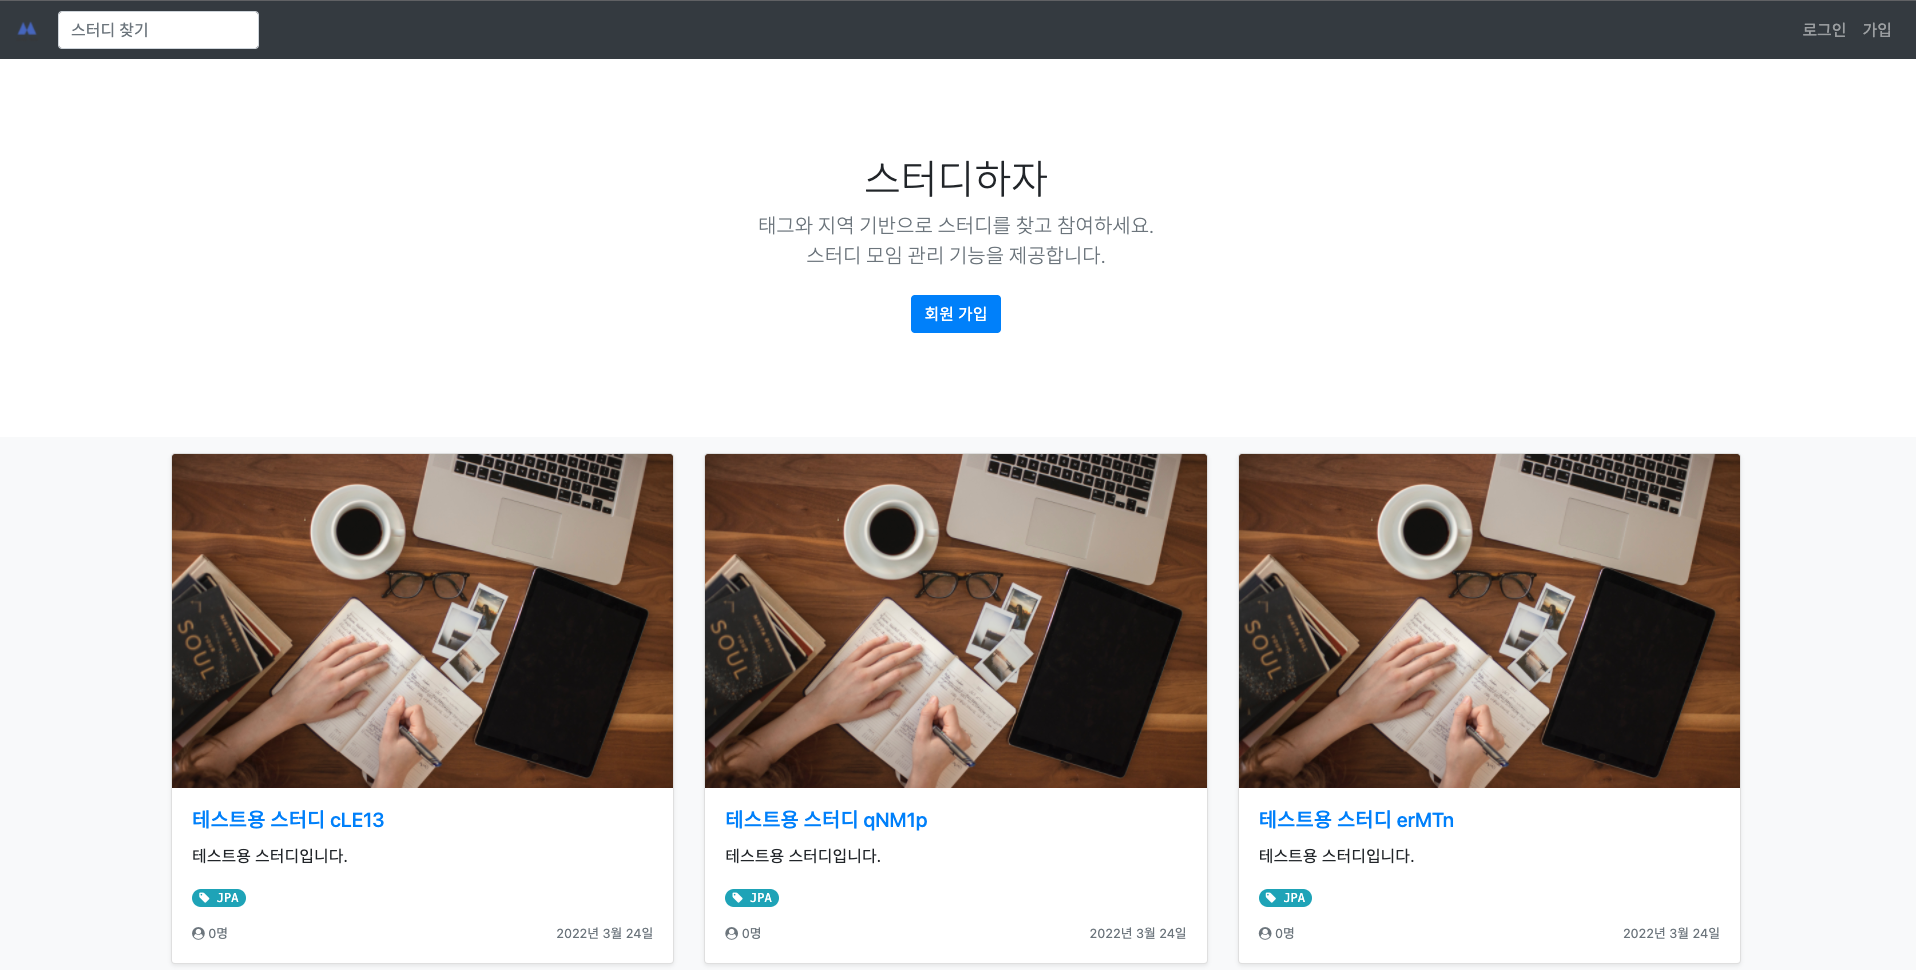 스터디 찾기
로그인 가입
스터디하자
태그와 지역 기반으로 스터디를 찾고 참여하세요.
스터디 모임 관리 기능을 제공합니다.
회원 가입
SOUL
SOUL
SOUL
테스트용 스터디 cLE13
테스트용 스터디입니다.
JPA
0명 2022년 3월 24일
테스트용 스터디 qNM1p
테스트용 스터디입니다.
JPA
0명 2022년 3월 24일
테스트용 스터디 erMTn
테스트용 스터디입니다.
JPA
0명 2022년 3월 24일